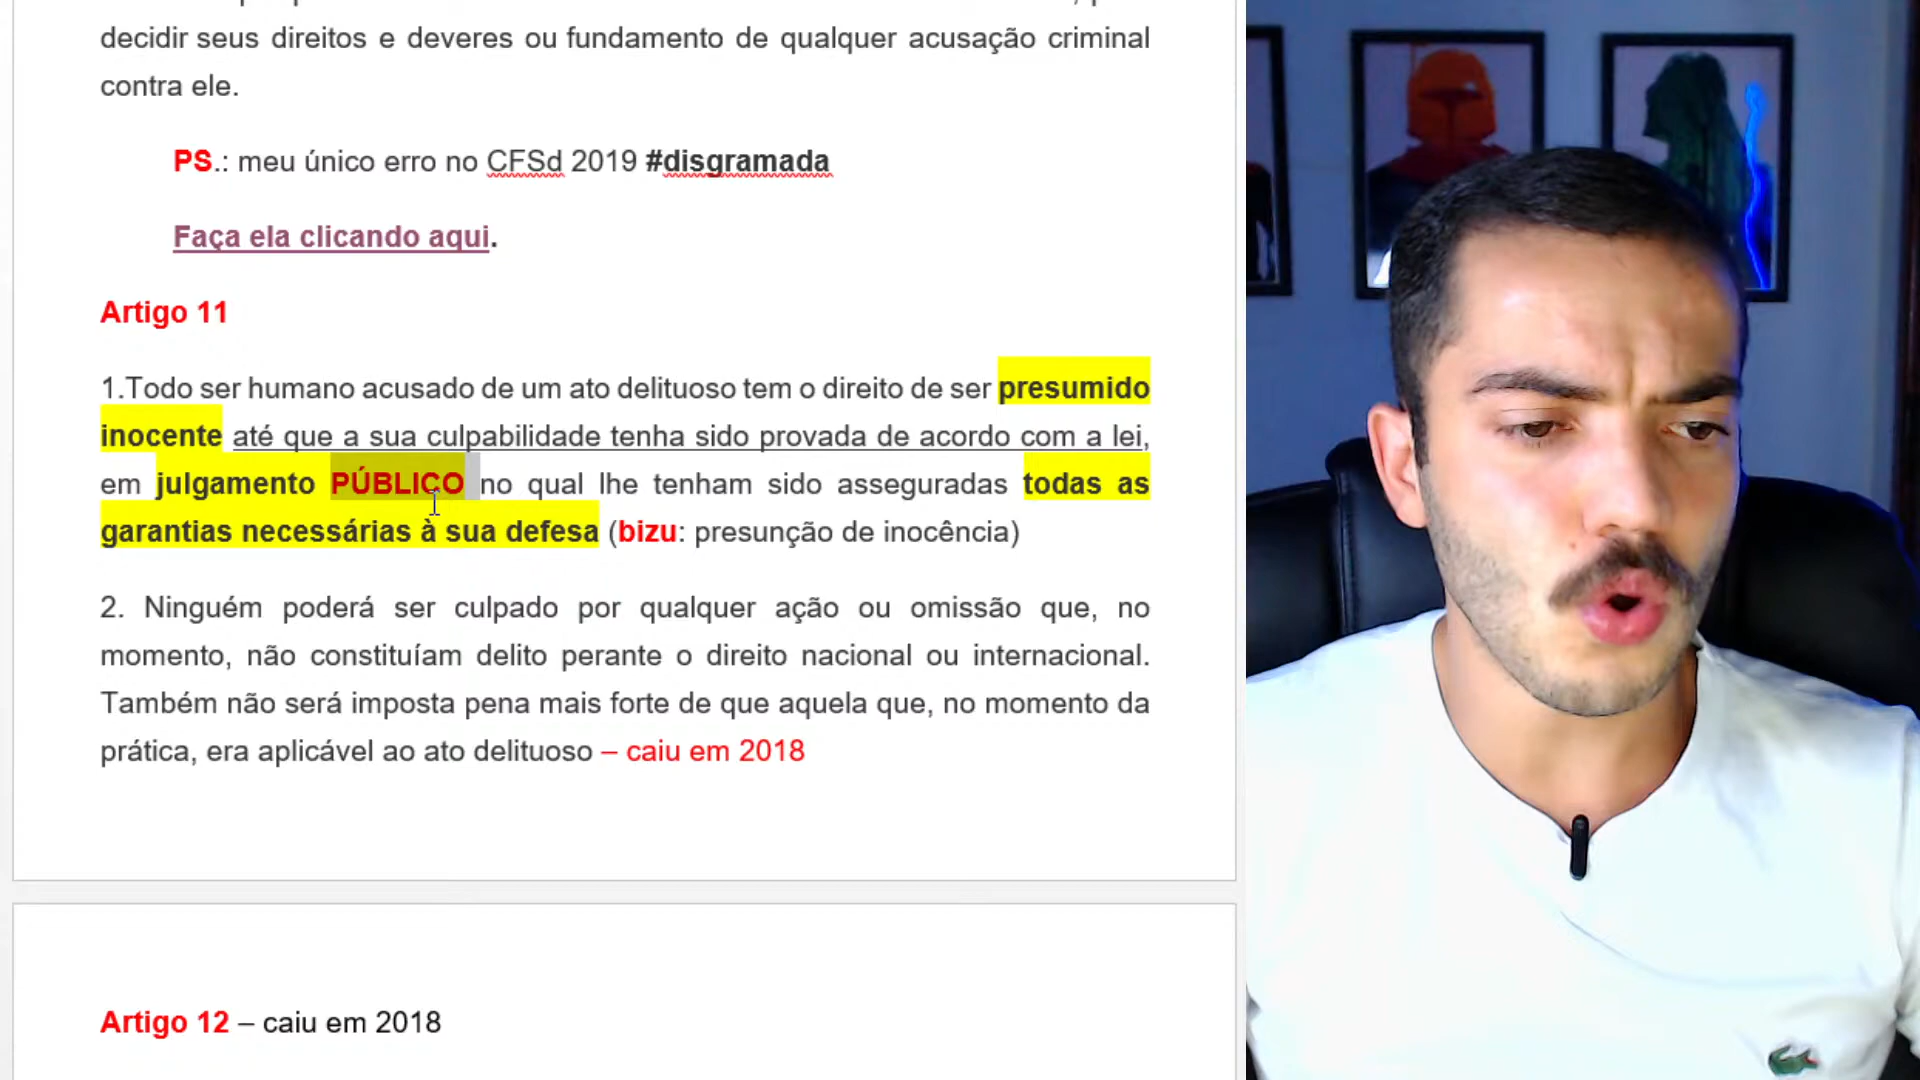 decidir seus direitos e deveres ou fundamento de qualquer acusação criminal
contra ele.
PS.: meu único erro no CFSd 2019 #disgramada
Faça ela clicando aqui.
Artigo 11
1.Todo ser humano acusado de um ato delituoso tem o direito de ser presumido
inocente até que a sua culpabilidade tenha sido provada de acordo com a lei,
em julgamento PÚBLICO no qual lhe tenham sido asseguradas todas as
garantias necessárias à sua defesa (bizu: presunção de inocência)
2. Ninguém poderá ser culpado por qualquer ação ou omissão que, no
momento, não constituíam delito perante o direito nacional ou internacional.
Também não será imposta pena mais forte de que aquela que, no momento da
prática, era aplicável ao ato delituoso – caiu em 2018
Artigo 12 – caiu em 2018